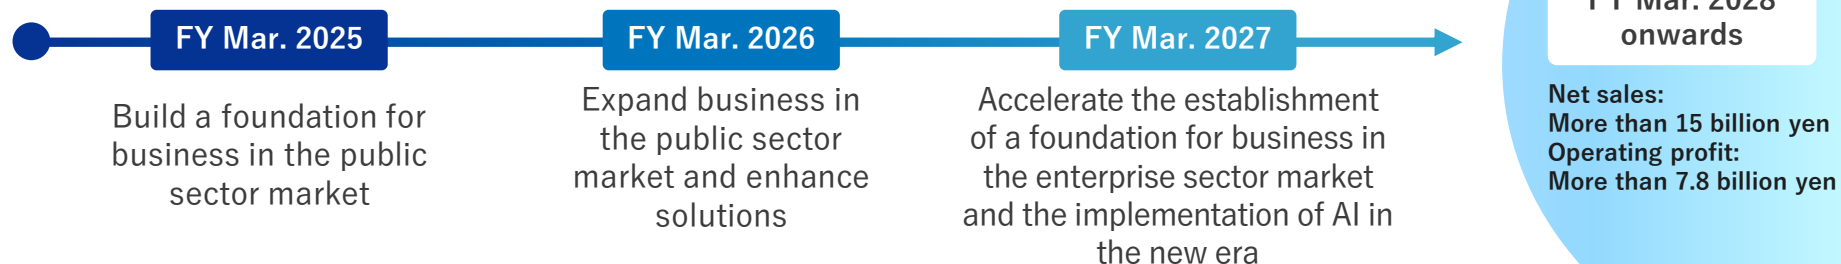 FY Mar. 2025
Build a foundation for
business in the public
sector market
FY Mar. 2026
Expand business in
the public sector
market and enhance
solutions
FY Mar. 2027
Accelerate the establishment
of a foundation for business in
the enterprise sector market
and the implementation of AI in
the new era
FY Mar. 2028
onwards
Net sales:
More than 15 billion yen
Operating profit:
More than 7.8 billion yen